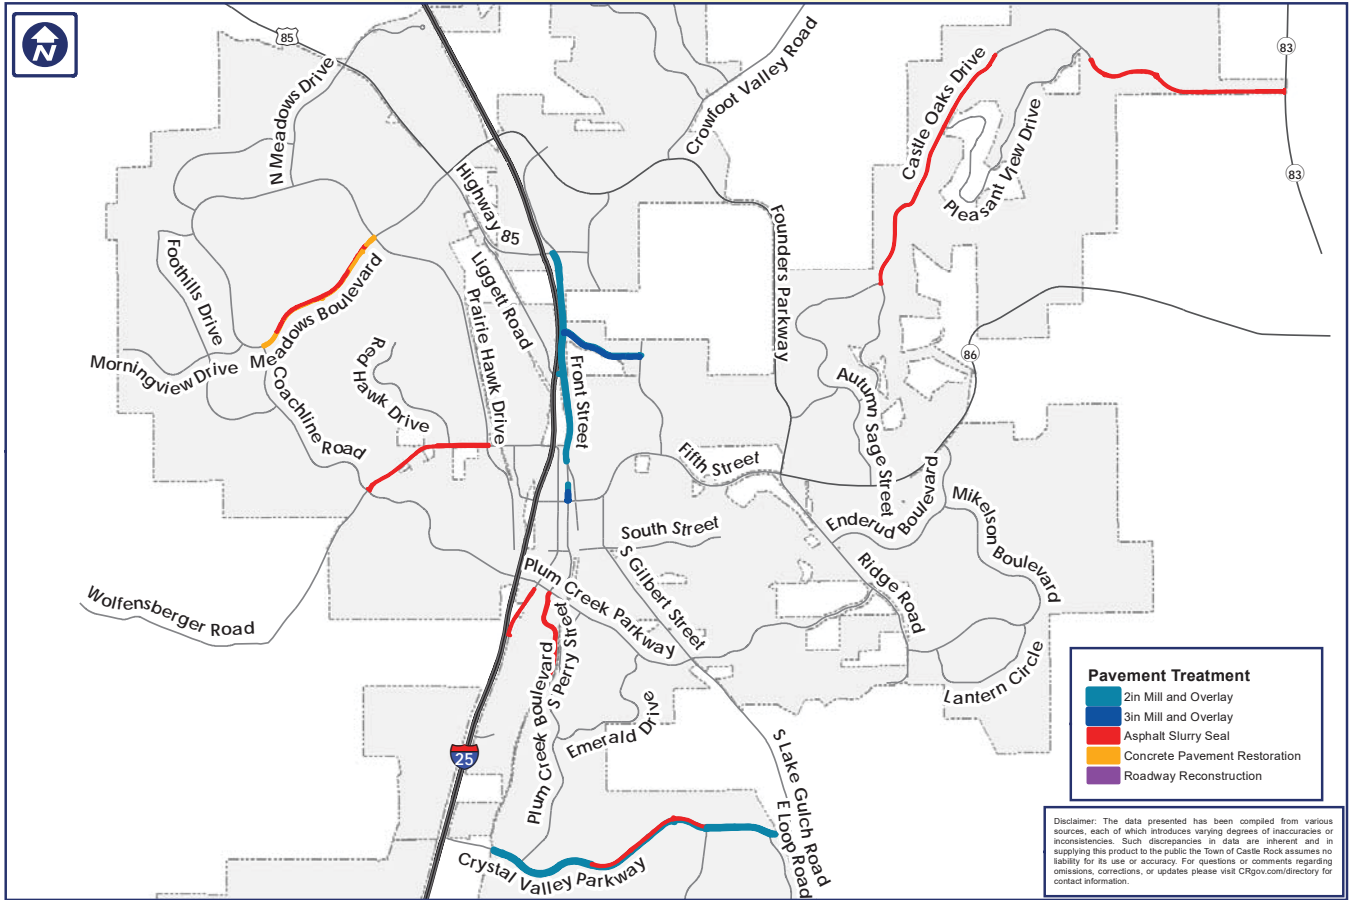 N
85
83
83
N Meadows Drive
Crowfoot Valley Road
Castle Oaks Drive
Pleasant View Drive
Highway 85
Founders Parkway
Foothills Drive
Liggett Road
Prairie Hawk Drive
Meadows Boulevard
Morningview Drive
Red Hawk Drive
Coachline Road
Front Street
86
Autumn Sage Street
Fifth Street
Enderud Boulevard
Mikelson Boulevard
South Street
S Gilbert Street
Ridge Road
Plum Creek Parkway
Wolfensberger Road
S Perry Street
Plum Creek Boulevard
Emerald Drive
Lantern Circle
25
S Lake Gulch Road
E Loop Road
Crystal Valley Parkway
Pavement Treatment
2in Mill and Overlay
3in Mill and Overlay
Asphalt Slurry Seal
Concrete Pavement Restoration
Roadway Reconstruction
Disclaimer: The data presented has been compiled from various
sources, each of which introduces varying degrees of inaccuracies or
inconsistencies. Such discrepancies in data are inherent and in
supplying this product to the public the Town of Castle Rock assumes no
liability for its use or accuracy. For questions or comments regarding
omissions, corrections, or updates please visit CRgov.com/directory for
contact information.